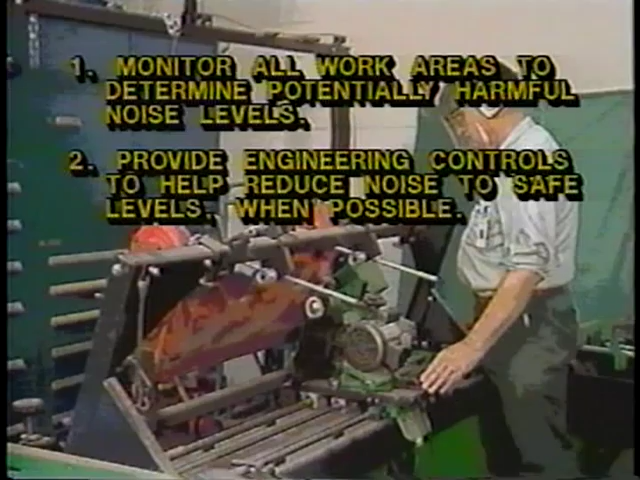 1. MONITOR ALL WORK AREAS TO
DETERMINE POTENTIALLY HARMFUL
NOISE LEVELS.
2. PROVIDE ENGINEERING CONTROLS
TO HELP REDUCE NOISE TO SAFE
LEVELS, WHEN POSSIBLE.